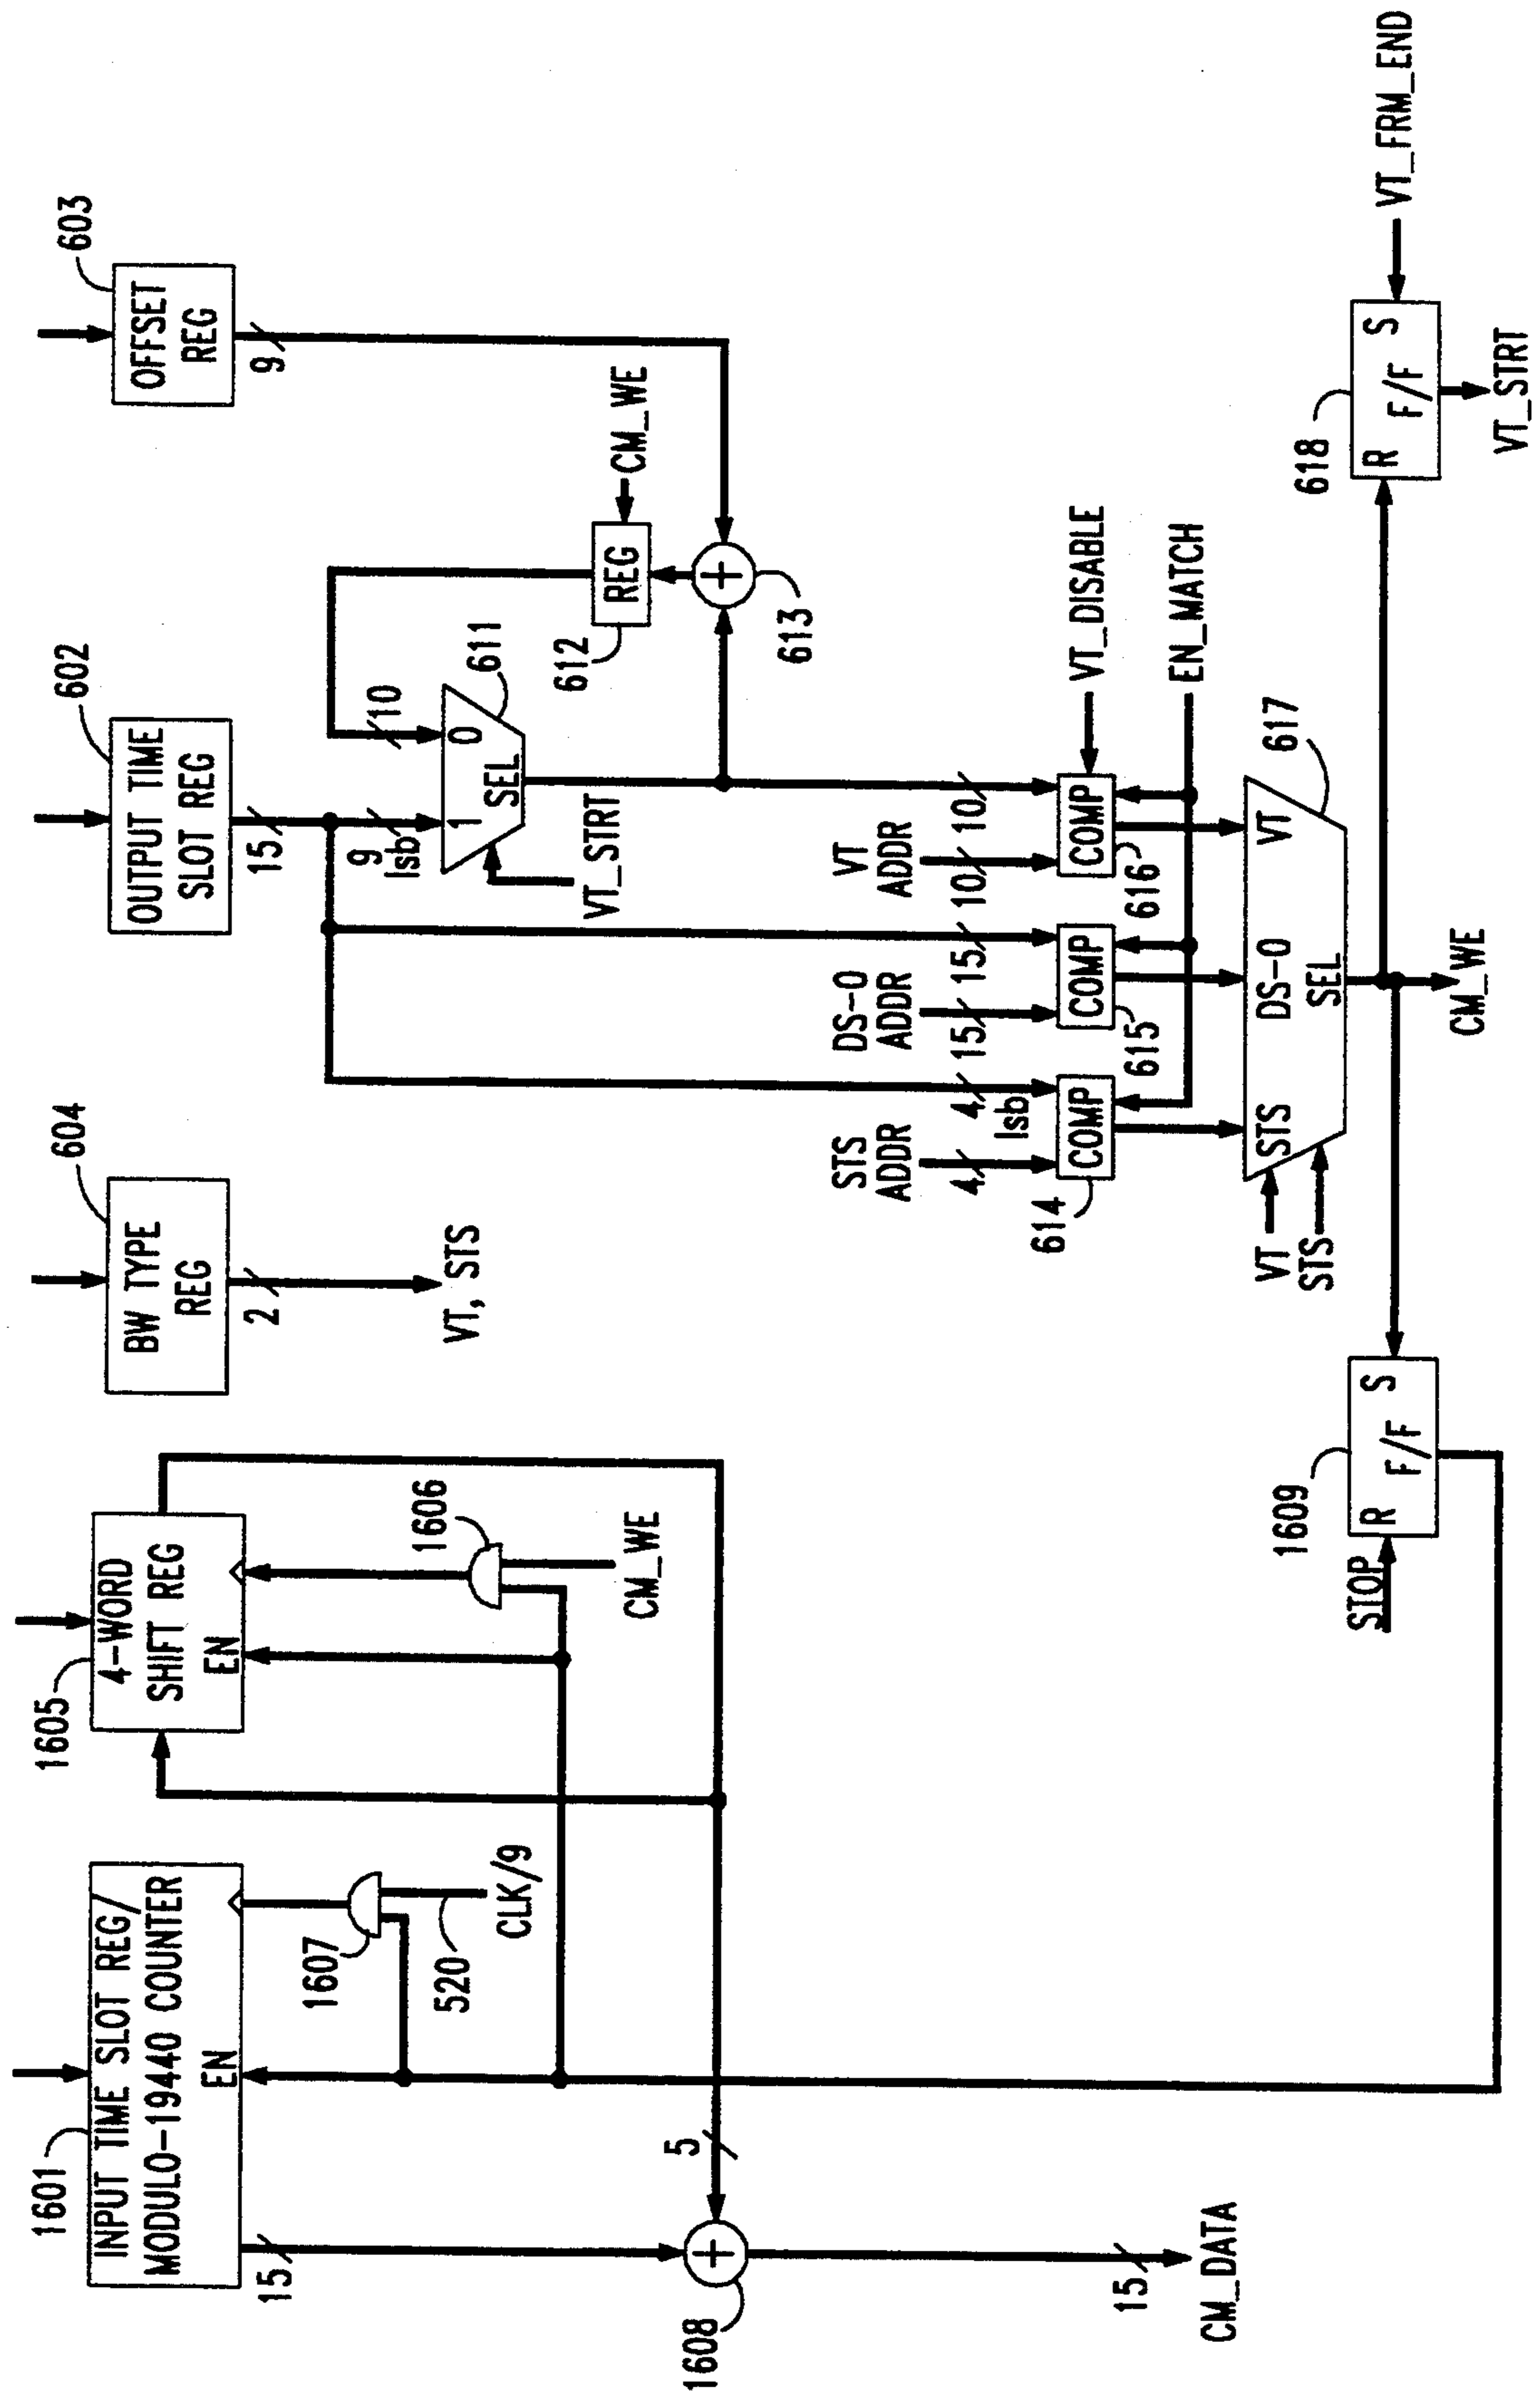 1601
INPUT TIME SLOT REG/
MODULO-19440 COUNTER
EN
15
1607
520
CLK/9
1605
4-WORD
SHIFT REG
EN
1606
CM_WE
5
1608
15
CM_DATA
604
BW TYPE
REG
2
VT, STS
602
OUTPUT TIME
SLOT REG
15
9
lsb
10
1
0
SEL
611
VT_STRT
603
OFFSET
REG
9
612
REG
CM_WE
613
STS
ADDR
4
4
lsb
DS-0
ADDR
15
15
VT
ADDR
10
10
VT_DISABLE
614
COMP
615
COMP
616
COMP
EN_MATCH
VT
STS
STS
DS-0
VT
SEL
617
CM_WE
1609
STOP
R
S
F/F
618
R
S
F/F
VT_FRM_END
VT_STRT